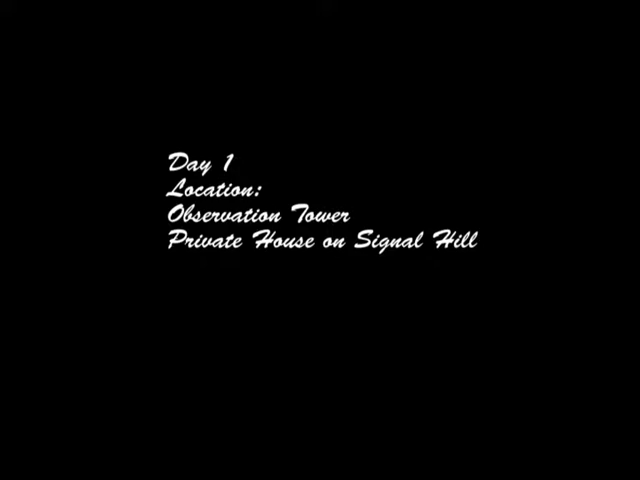 Day 1
Location:
Observation Tower
Private House on Signal Hill